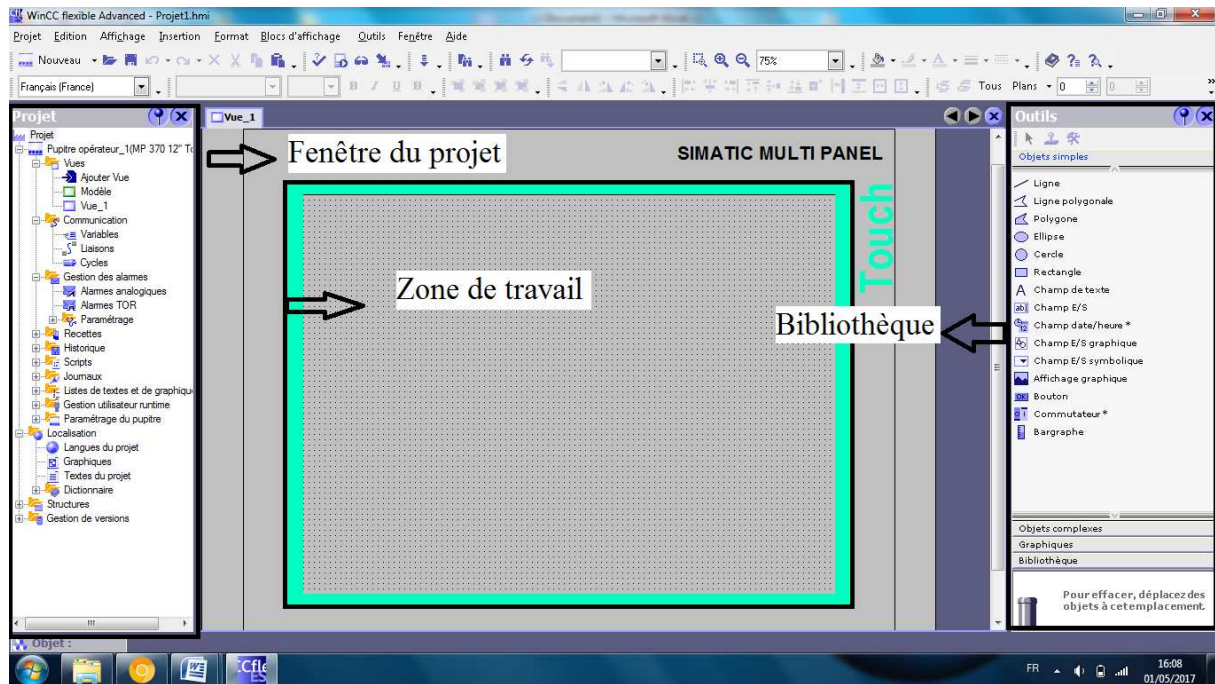 WinCC flexible Advanced - Projet1.hmi
Projet Edition Affichage Insertion Format Blocs d'affichage Outils Fenêtre Aide
Nouveau 75%
Français (France) Tous Plans 0 0
Projet
Projet
Pupitre opérateur_1(MP 370 12" To
Vues
Ajouter Vue
Modèle
Vue_1
Communication
Variables
Liaisons
Cycles
Gestion des alarmes
Alarmes analogiques
Alarmes TOR
Paramétrage
Recettes
Historique
Scripts
Journaux
Listes de textes et de graphique
Gestion utilisateur runtime
Paramétrage du pupitre
Localisation
Langues du projet
Graphiques
Textes du projet
Dictionnaire
Structures
Gestion de versions
Vue_1
Fenêtre du projet
SIMATIC MULTI PANEL
Touch
Zone de travail
Bibliothèque
Outils
Objets simples
Ligne
Ligne polygonale
Polygone
Ellipse
Cercle
Rectangle
Champ de texte
Champ E/S
Champ date/heure *
Champ E/S graphique
Champ E/S symbolique
Affichage graphique
Bouton
Commutateur *
Bargraphe
Objets complexes
Graphiques
Bibliothèque
Pour effacer, déplacez des
objets à cet emplacement.
Objet :
FR
16:08
01/05/2017